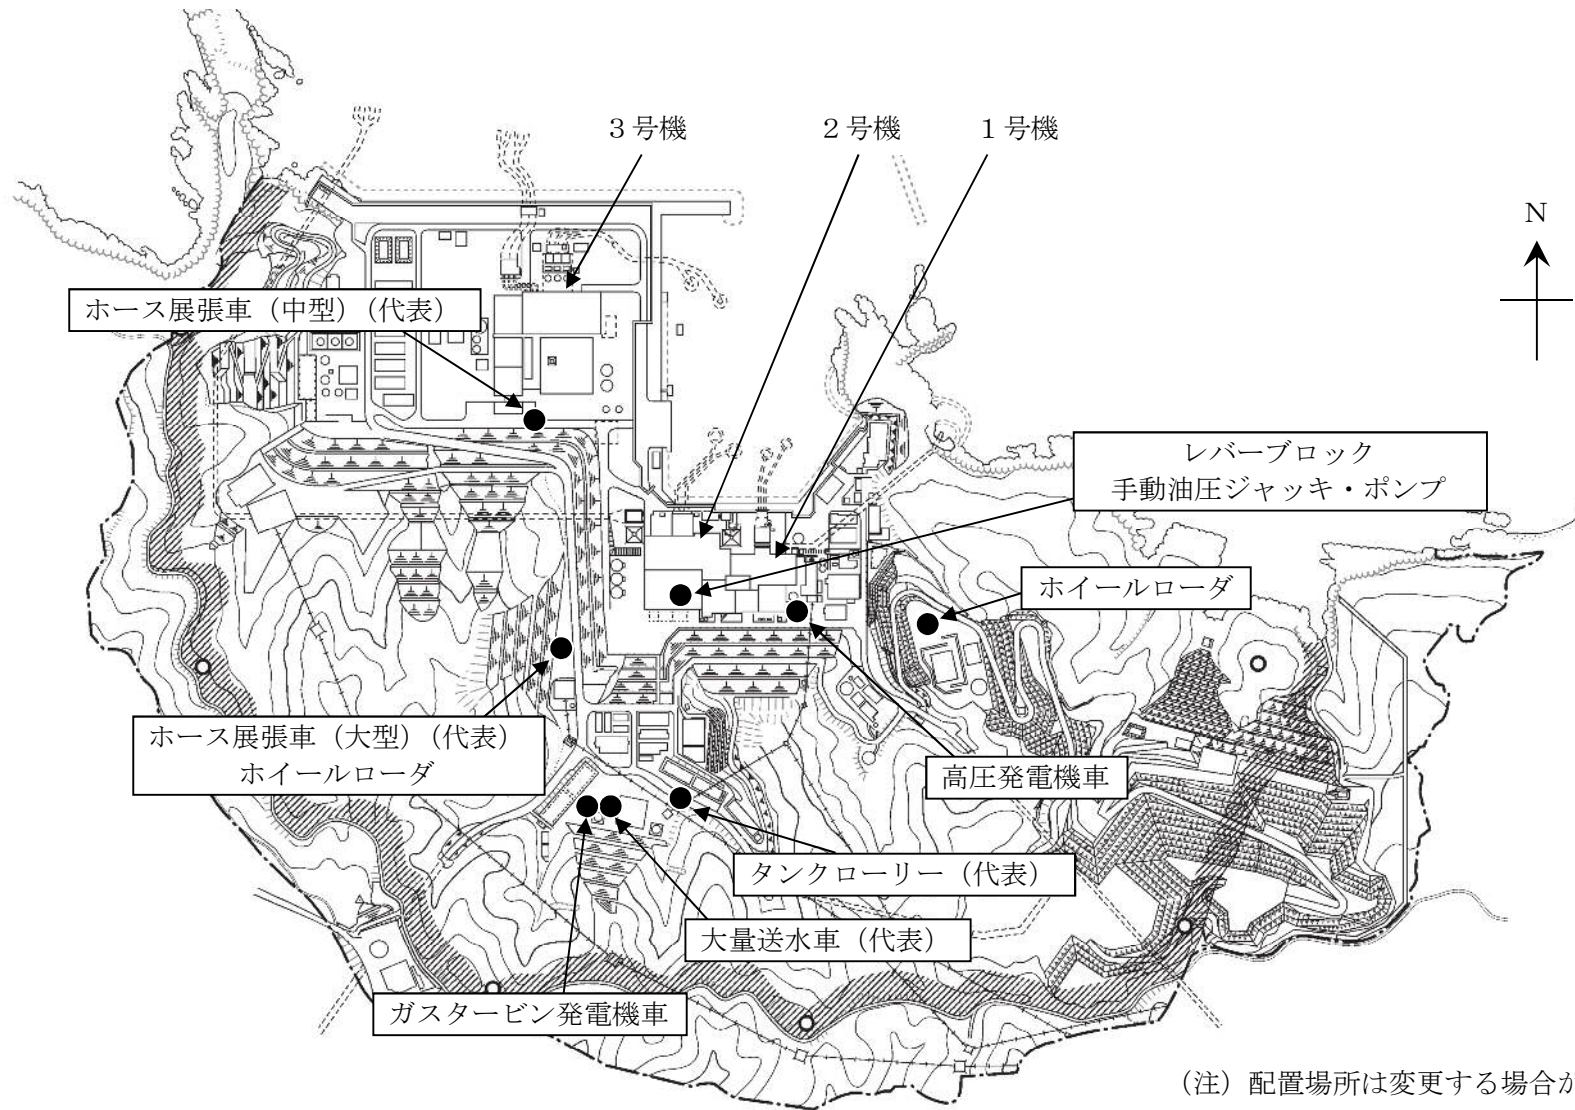 ３号機
２号機
１号機
N
ホース展張車（中型）（代表）
レバーブロック
手動油圧ジャッキ・ポンプ
ホイールローダ
ホース展張車（大型）（代表）
ホイールローダ
高圧発電機車
タンクローリー（代表）
大量送水車（代表）
ガスタービン発電機車
（注）配置場所は変更する場合が